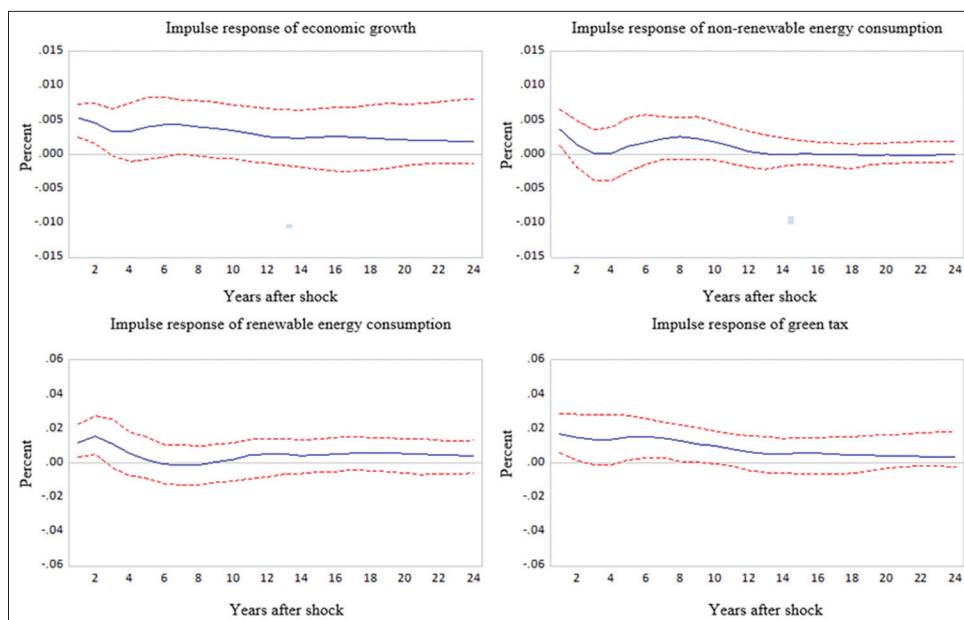 Impulse response of economic growth
.015
.010
.005
.000
-.005
-.010
-.015
Percent
2 4 6 8 10 12 14 16 18 20 22 24
Years after shock
Impulse response of non-renewable energy consumption
.015
.010
.005
.000
-.005
-.010
-.015
Percent
2 4 6 8 10 12 14 16 18 20 22 24
Years after shock
Impulse response of renewable energy consumption
.06
.04
.02
.00
-.02
-.04
-.06
Percent
2 4 6 8 10 12 14 16 18 20 22 24
Years after shock
Impulse response of green tax
.06
.04
.02
.00
-.02
-.04
-.06
Percent
2 4 6 8 10 12 14 16 18 20 22 24
Years after shock